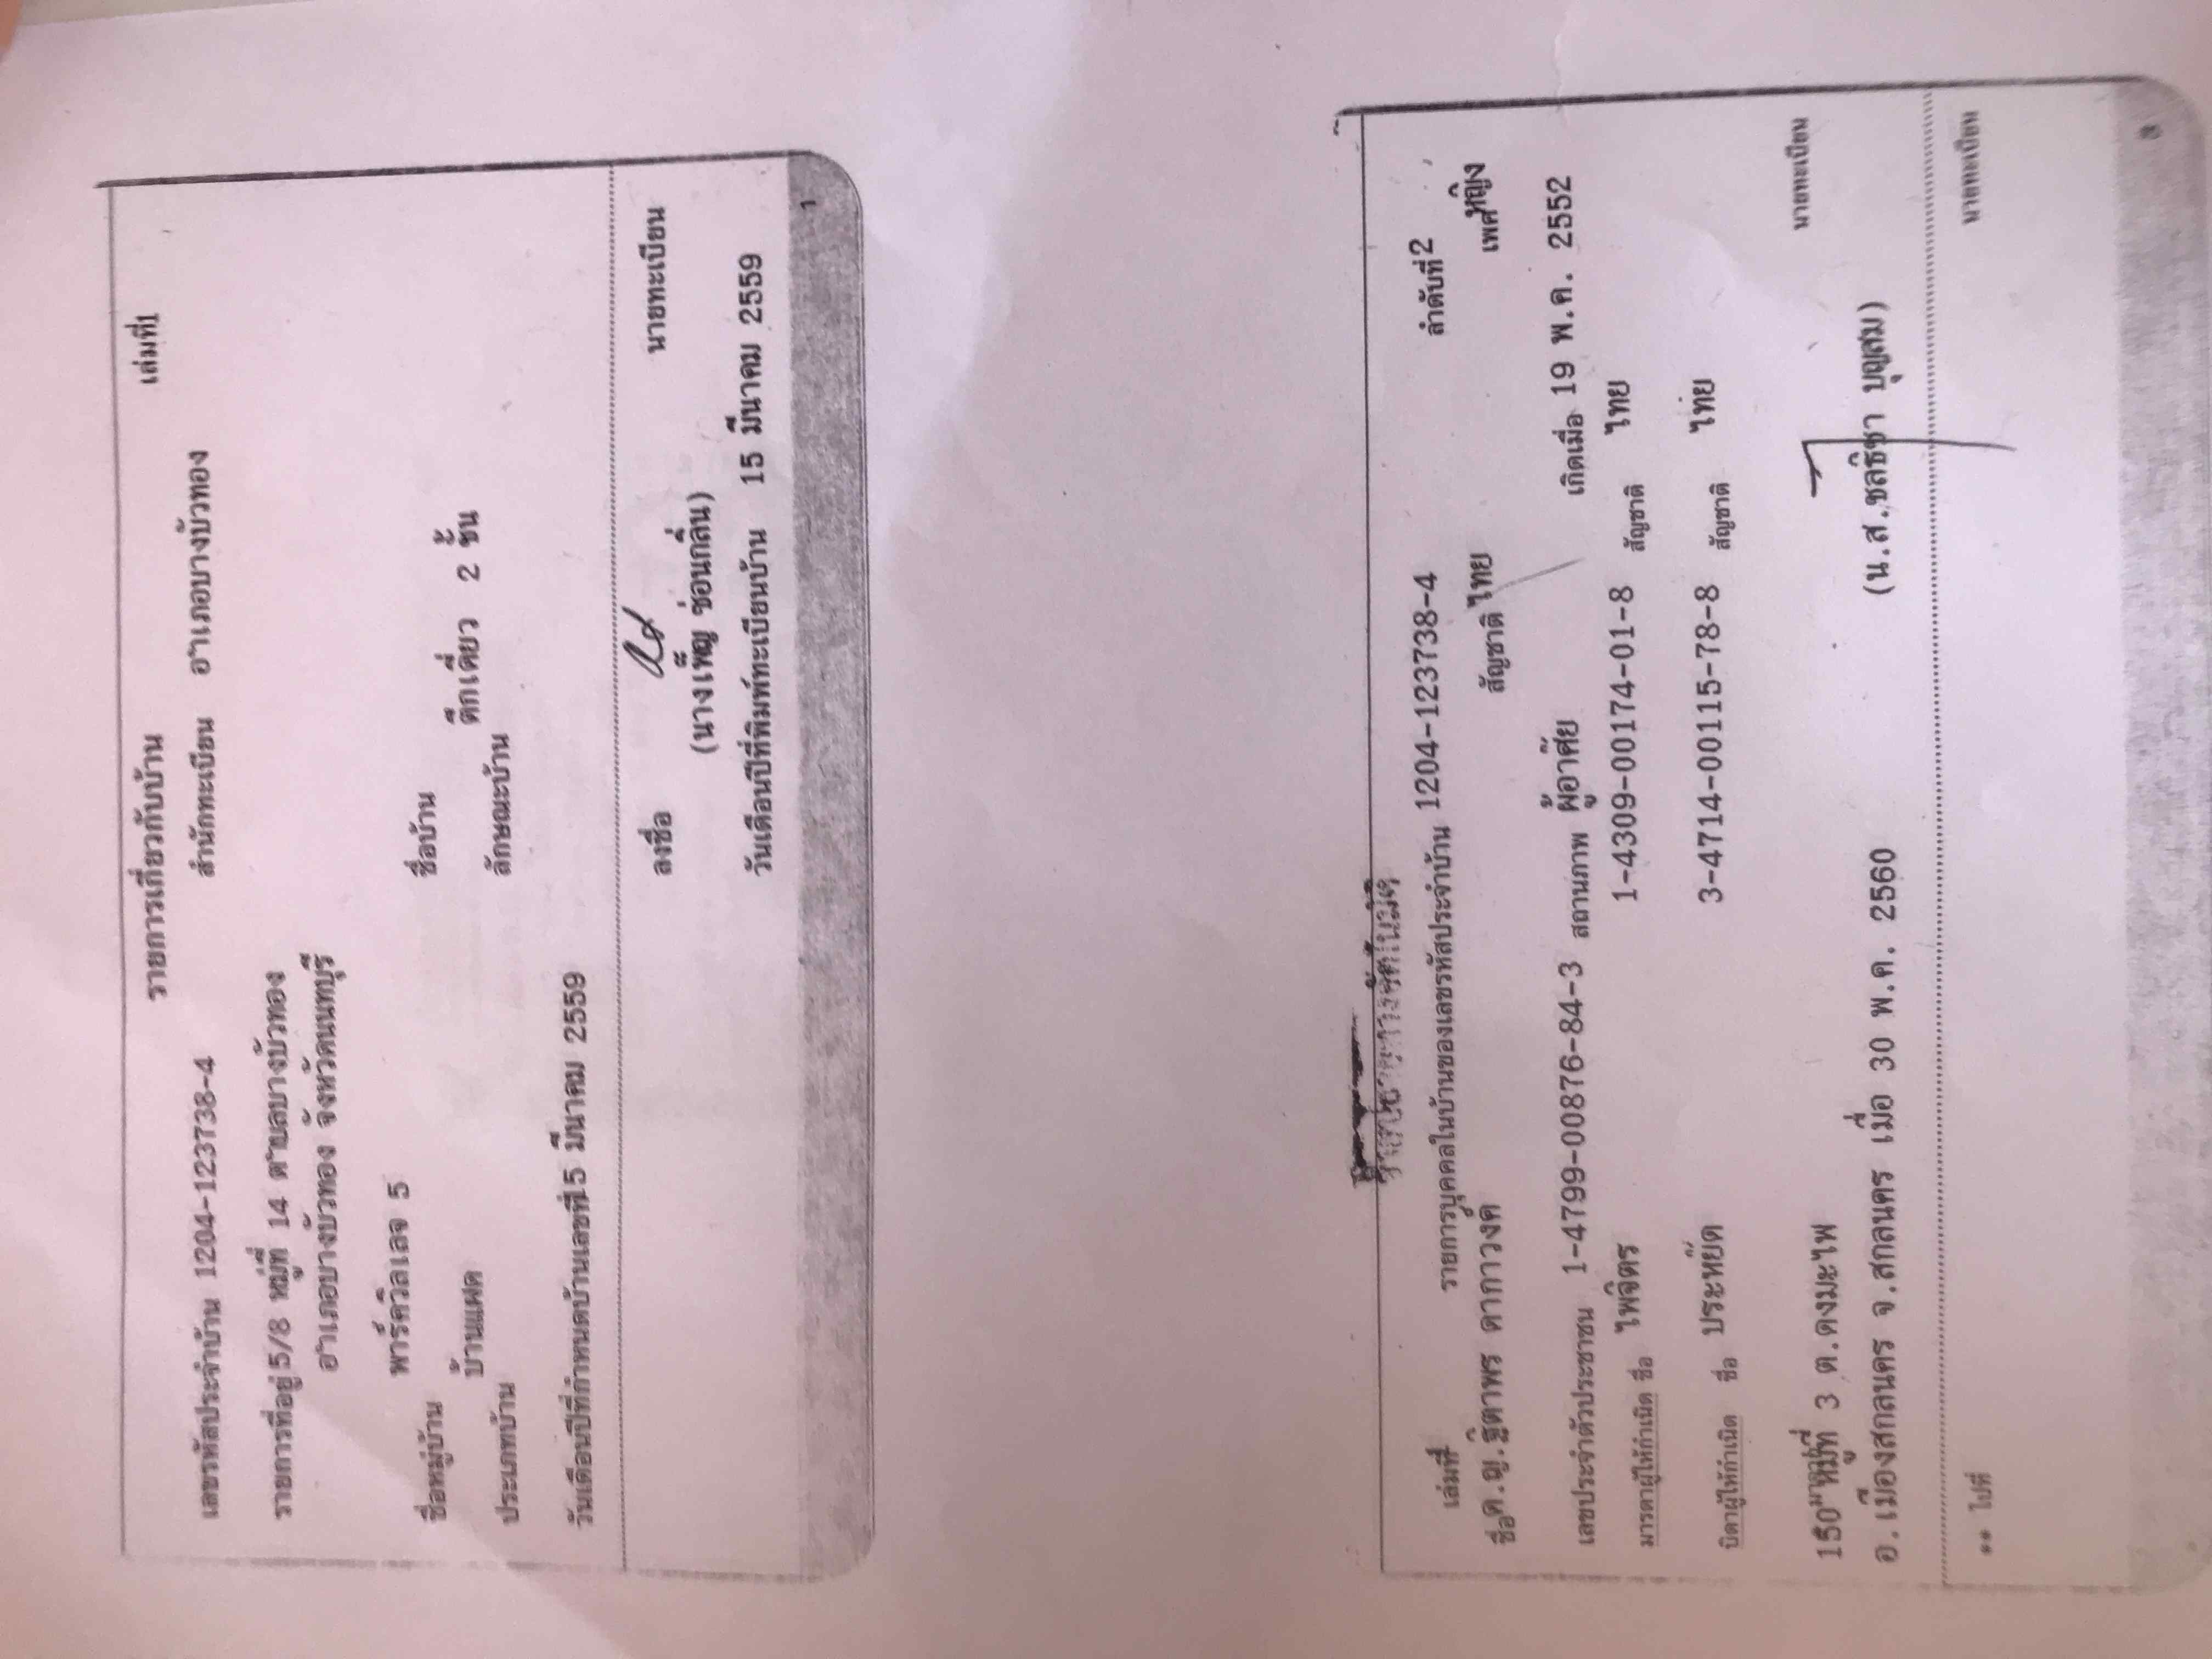 รายการเกี่ยวกับบ้าน เล่มที่1
เลขรหัสประจำบ้าน 1204-123738-4 สำนักทะเบียน อำเภอบางบัวทอง
รายการที่อยู่ 5/8 หมู่ที่ 14 ตำบลบางบัวทอง
อำเภอบางบัวทอง จังหวัดนนทบุรี
พาร์ควิลเลจ 5
ชื่อหมู่บ้าน ชื่อบ้าน
บ้านแฝด ตึกเดี่ยว 2 ชั้น
ประเภทบ้าน ลักษณะบ้าน
วันเดือนปีที่กำหนดบ้านเลขที่ 15 มีนาคม 2559
ลงชื่อ นายทะเบียน
(นางเพ็ญ ซ่อนกลิ่น)
วันเดือนปีที่พิมพ์ทะเบียนบ้าน 15 มีนาคม 2559
1
เล่มที่ รายการบุคคลในบ้านของเลขรหัสประจำบ้าน 1204-123738-4 ลำดับที่ 2
ชื่อ ด.ญ.ฐิตาพร ดากาวงค์ สัญชาติ ไทย เพศ หญิง
เลขประจำตัวประชาชน 1-4799-00876-84-3 สถานภาพ ผู้อาศัย เกิดเมื่อ 19 พ.ค. 2552
มารดาผู้ให้กำเนิด ชื่อ ไพจิตร 1-4309-00174-01-8 สัญชาติ ไทย
บิดาผู้ให้กำเนิด ชื่อ ประหยัด 3-4714-00115-78-8 สัญชาติ ไทย
150 หมู่ที่ 3 ต.ดงมะไฟ นายทะเบียน
อ.เมืองสกลนคร จ.สกลนคร เมื่อ 30 พ.ค. 2560 (น.ส.ชลธิชา บุญสม)
** ไปที่ นายทะเบียน